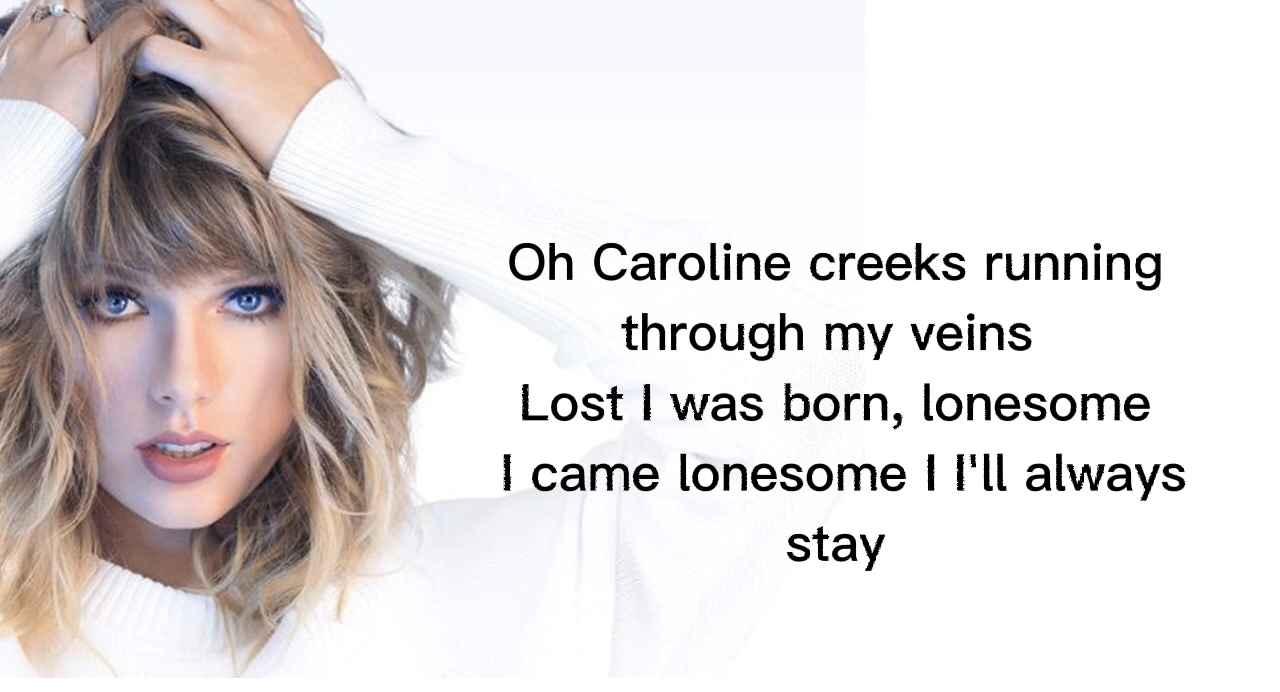 Oh Caroline creeks running
through my veins
Lost I was born, lonesome
I came lonesome I I'll always
stay